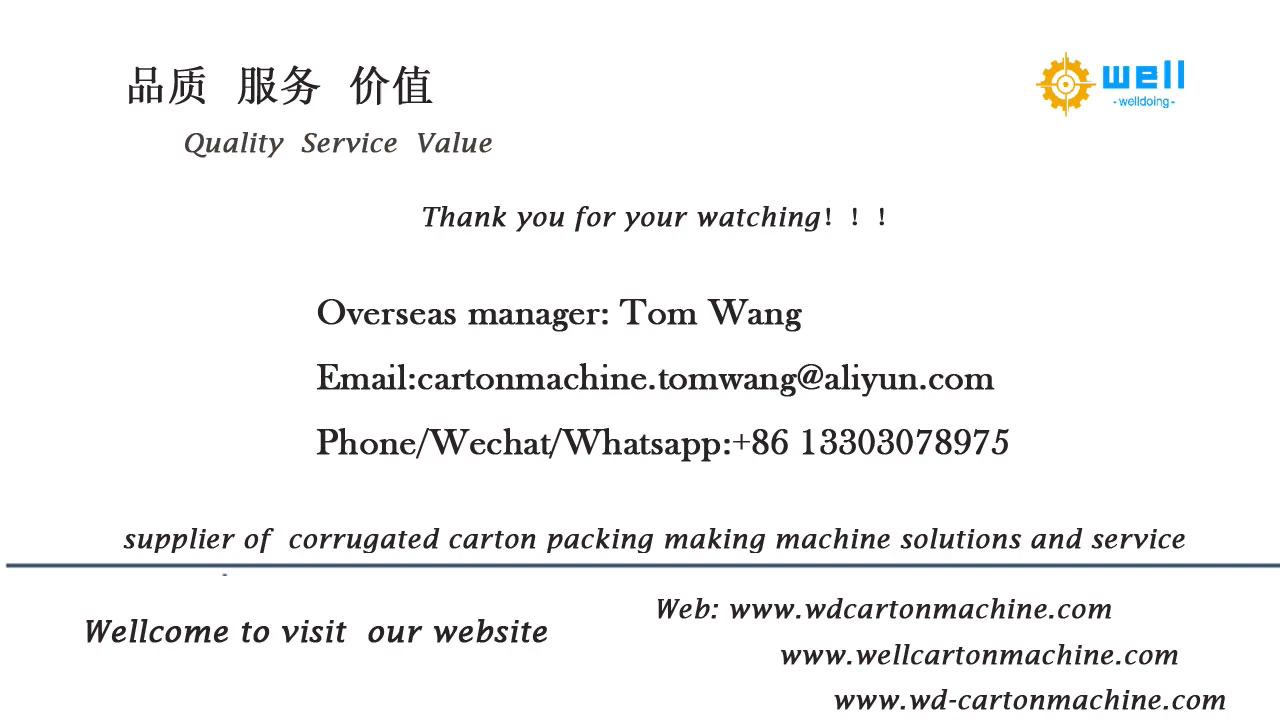 品质 服务 价值
Quality Service Value
well
-welldoing-
Thank you for your watching！！！
Overseas manager: Tom Wang
Email:cartonmachine.tomwang@aliyun.com
Phone/Wechat/Whatsapp:+86 13303078975
supplier of corrugated carton packing making machine solutions and service
Wellcome to visit our website
Web: www.wdcartonmachine.com
www.wellcartonmachine.com
www.wd-cartonmachine.com